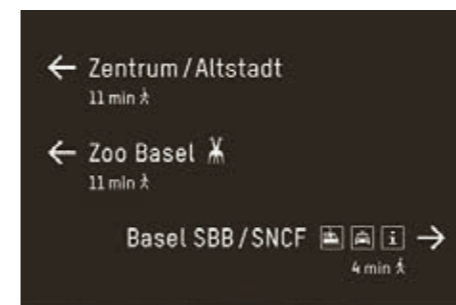 Zentrum / Altstadt
11 min
Zoo Basel
11 min
Basel SBB / SNCF i
4 min